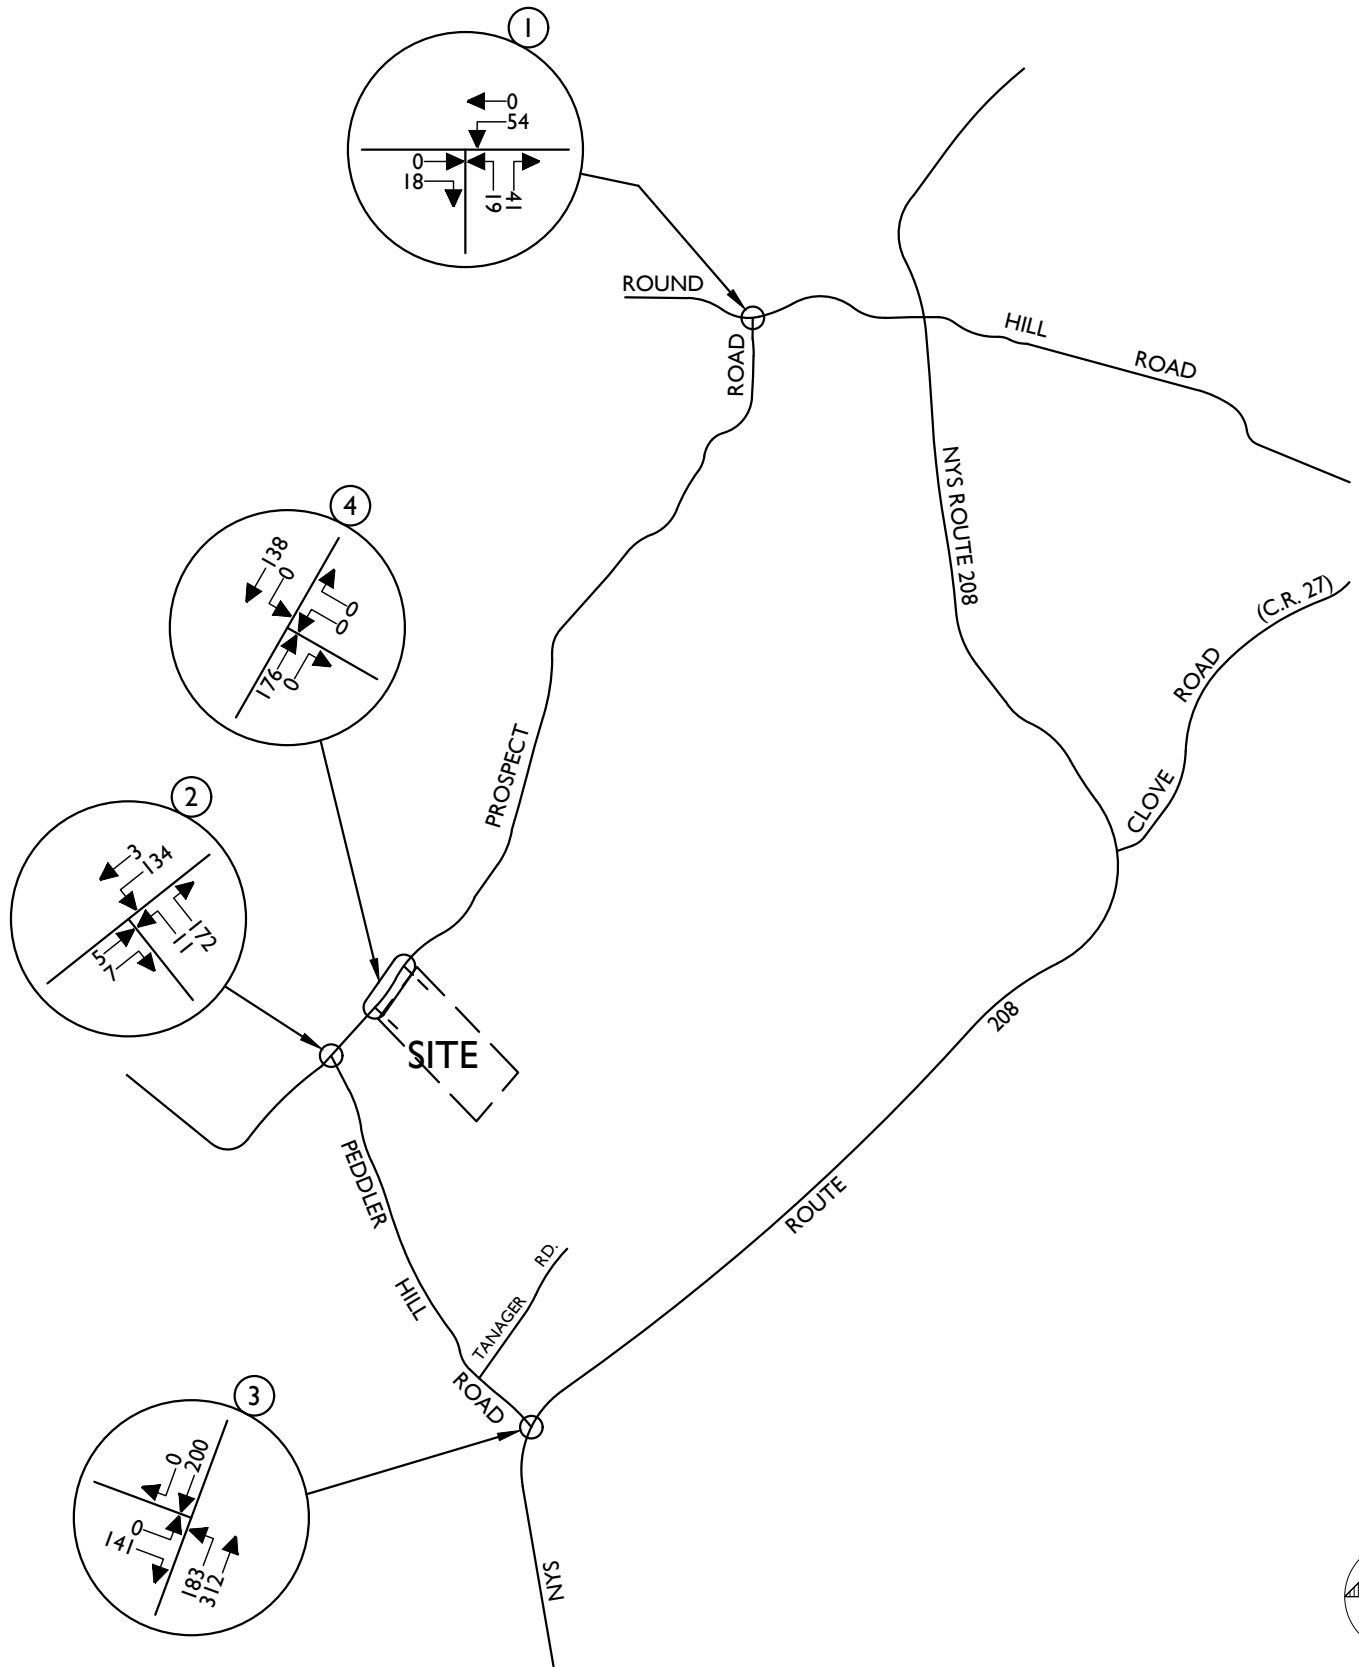 1
0
54
0
18
19
41
ROUND
HILL
ROAD
ROAD
NYS ROUTE 208
4
138
0
0
0
176
0
(C.R. 27)
ROAD
CLOVE
PROSPECT
2
3
134
172
11
5
7
SITE
208
ROUTE
PEDDLER
HILL
ROAD
TANAGER
RD.
3
0
200
0
141
183
312
NYS